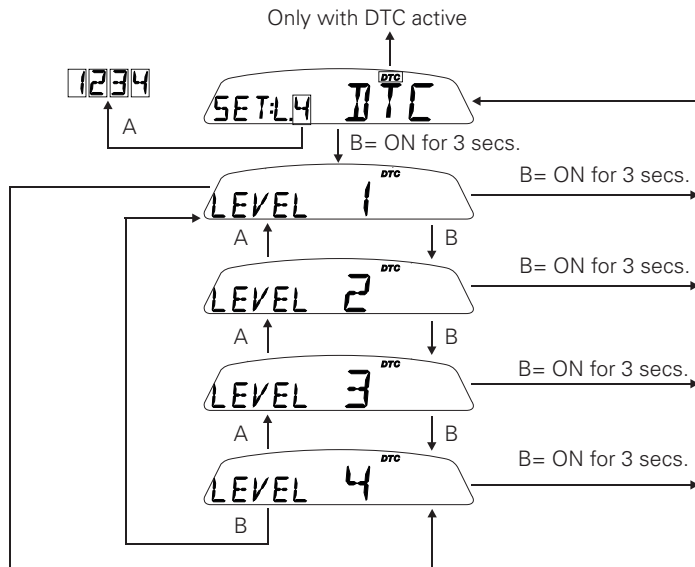 Only with DTC active
1234
A
DTC
SET:L.4 DTC
B= ON for 3 secs.
DTC
LEVEL 1
B= ON for 3 secs.
A
B
DTC
LEVEL 2
B= ON for 3 secs.
A
B
DTC
LEVEL 3
B= ON for 3 secs.
A
B
DTC
LEVEL 4
B= ON for 3 secs.
B